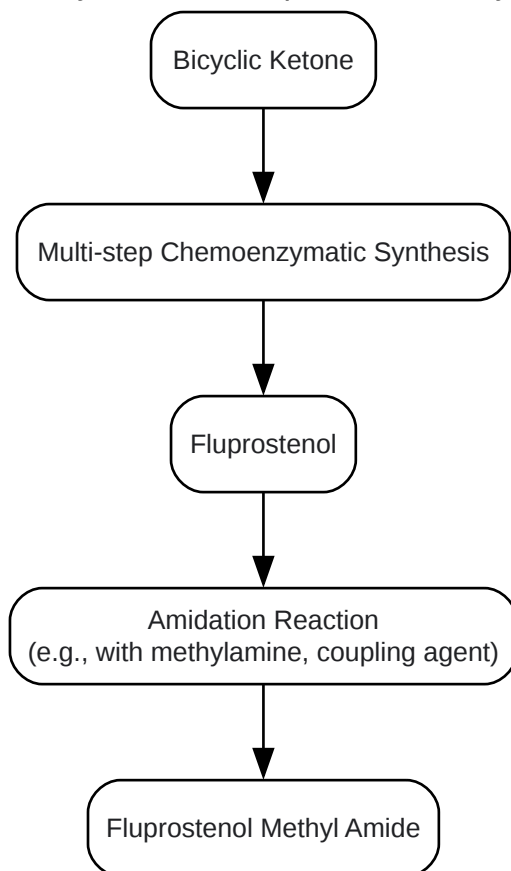 Bicyclic Ketone
Multi-step Chemoenzymatic Synthesis
Fluprostenol
Amidation Reaction
(e.g., with methylamine, coupling agent)
Fluprostenol Methyl Amide